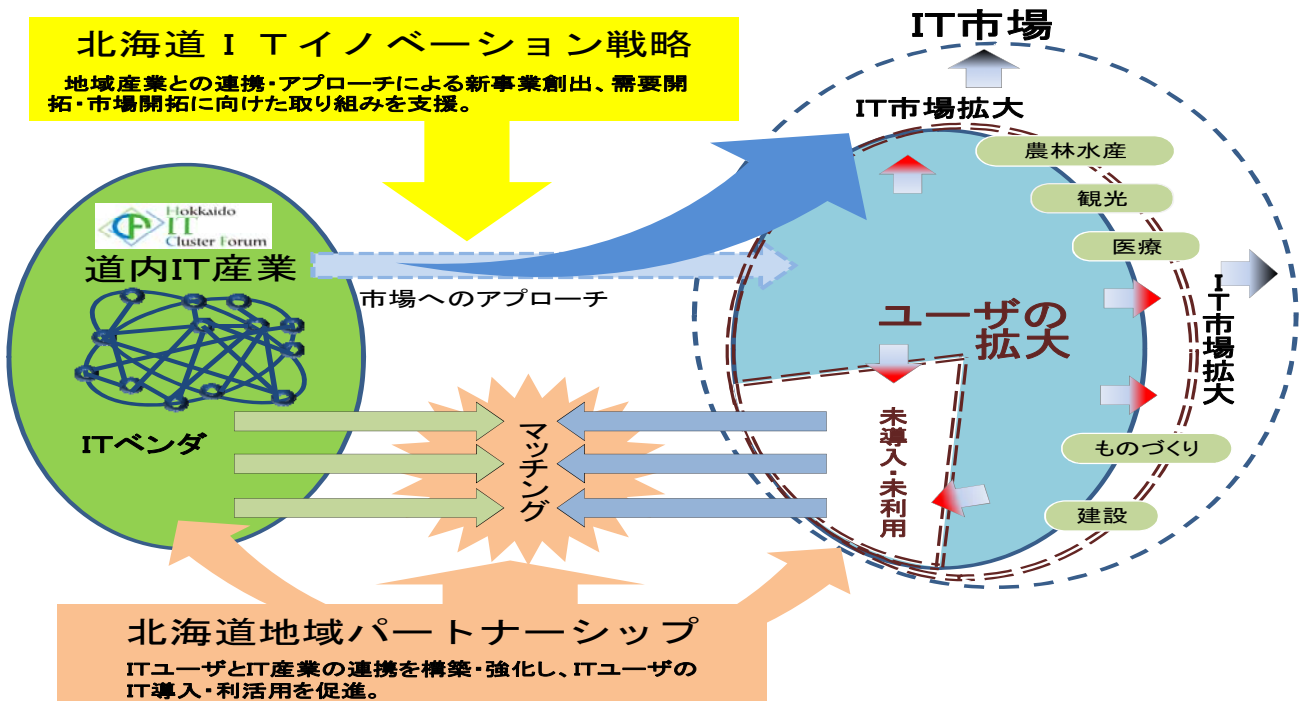 北海道ＩＴイノベーション戦略
地域産業との連携・アプローチによる新事業創出、需要開
拓・市場開拓に向けた取り組みを支援。
IT市場
IT市場拡大
農林水産
観光
医療
IT市場拡大
Hokkaido
IT
Cluster Forum
道内IT産業
市場へのアプローチ
ユーザの
拡大
ITベンダ
マッチング
未導入・未利用
ものづくり
建設
北海道地域パートナーシップ
ITユーザとIT産業の連携を構築・強化し、ITユーザの
IT導入・利活用を促進。